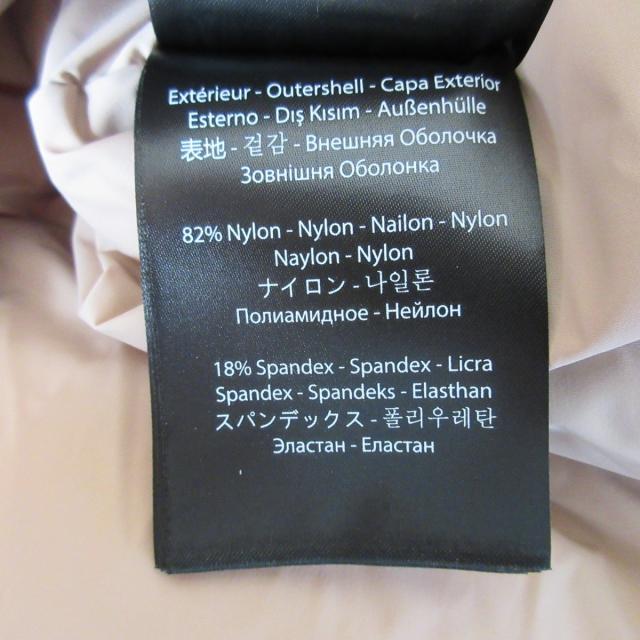 Extérieur - Outershell - Capa Exterior
Esterno - Dış Kısım - Außenhülle
表地 - 겉감 - Внешняя Оболочка
Зовнішня Оболонка
82% Nylon - Nylon - Nailon - Nylon
Naylon - Nylon
ナイロン - 나일론
Полиамидное - Нейлон
18% Spandex - Spandex - Licra
Spandex - Spandeks - Elasthan
スパンデックス - 폴리우레탄
Эластан - Еластан